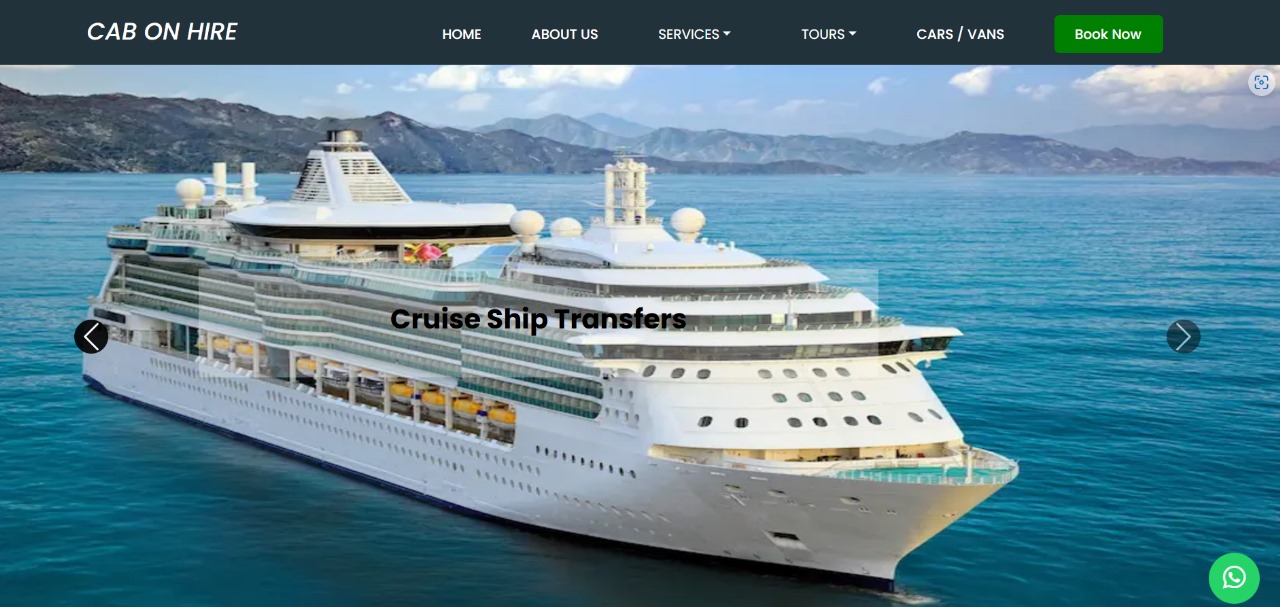 CAB ON HIRE
HOME
ABOUT US
SERVICES
TOURS
CARS / VANS
Book Now
Cruise Ship Transfers